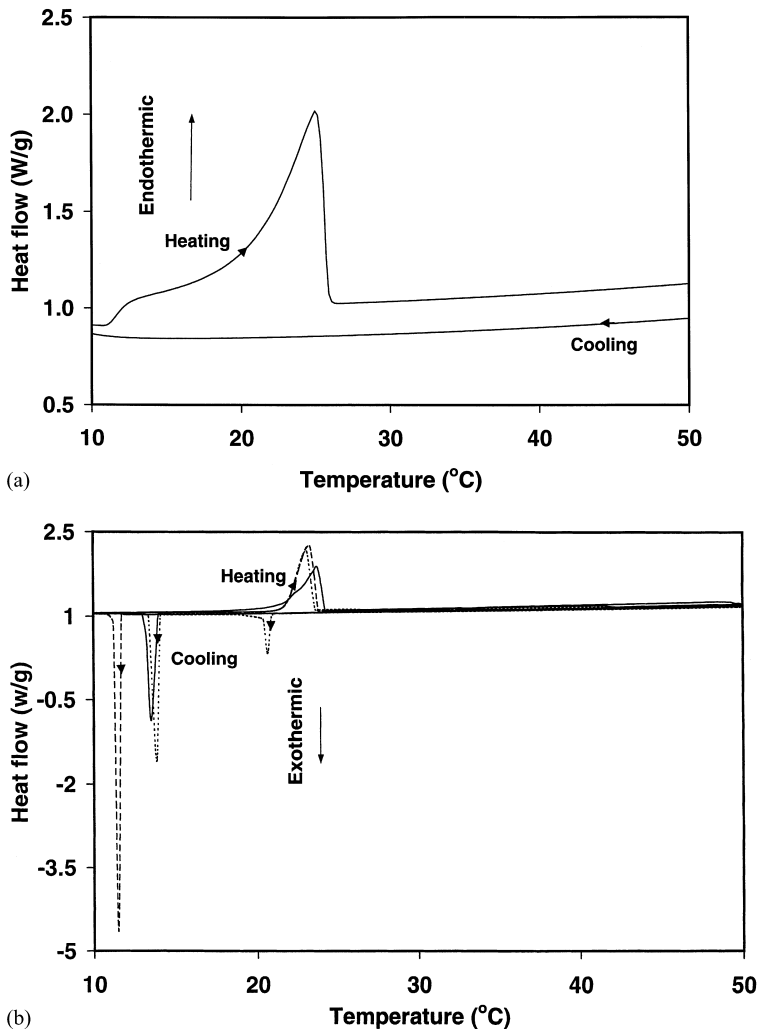 2.5
2.0
1.5
1.0
0.5
Heat flow (W/g)
Endothermic
Heating
Cooling
10 20 30 40 50
Temperature (°C)
(a)
2.5
1
-0.5
-2
-3.5
-5
Heat flow (w/g)
Heating
Cooling
Exothermic
10 20 30 40 50
Temperature (°C)
(b)